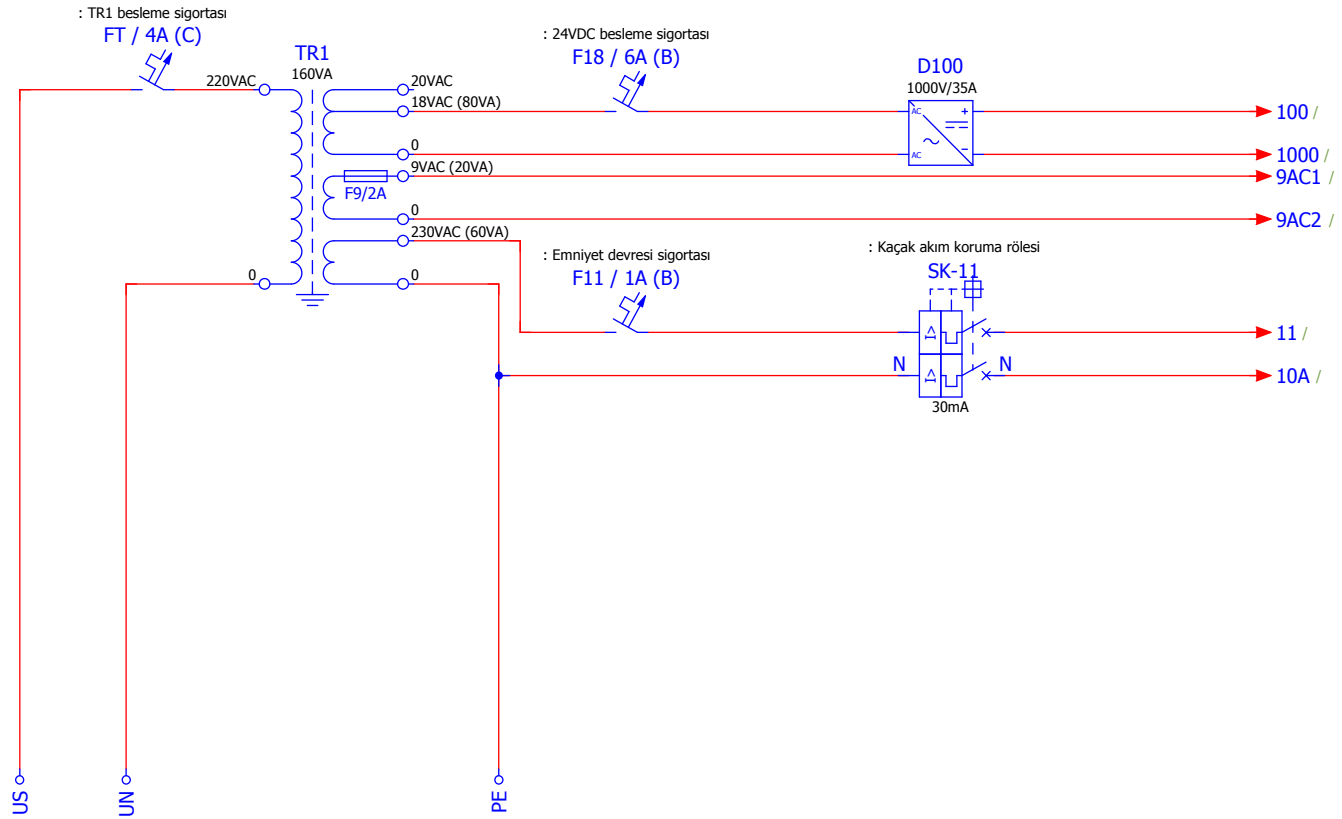 : TR1 besleme sigortası
FT / 4A (C)
TR1
160VA
220VAC
0
20VAC
18VAC (80VA)
0
9VAC (20VA)
F9/2A
0
230VAC (60VA)
0
: 24VDC besleme sigortası
F18 / 6A (B)
D100
1000V/35A
AC
+
AC
-
100 /
1000 /
9AC1 /
9AC2 /
: Emniyet devresi sigortası
F11 / 1A (B)
: Kaçak akım koruma rölesi
SK-11
I>
N
I>
N
30mA
11 /
10A /
US
UN
PE